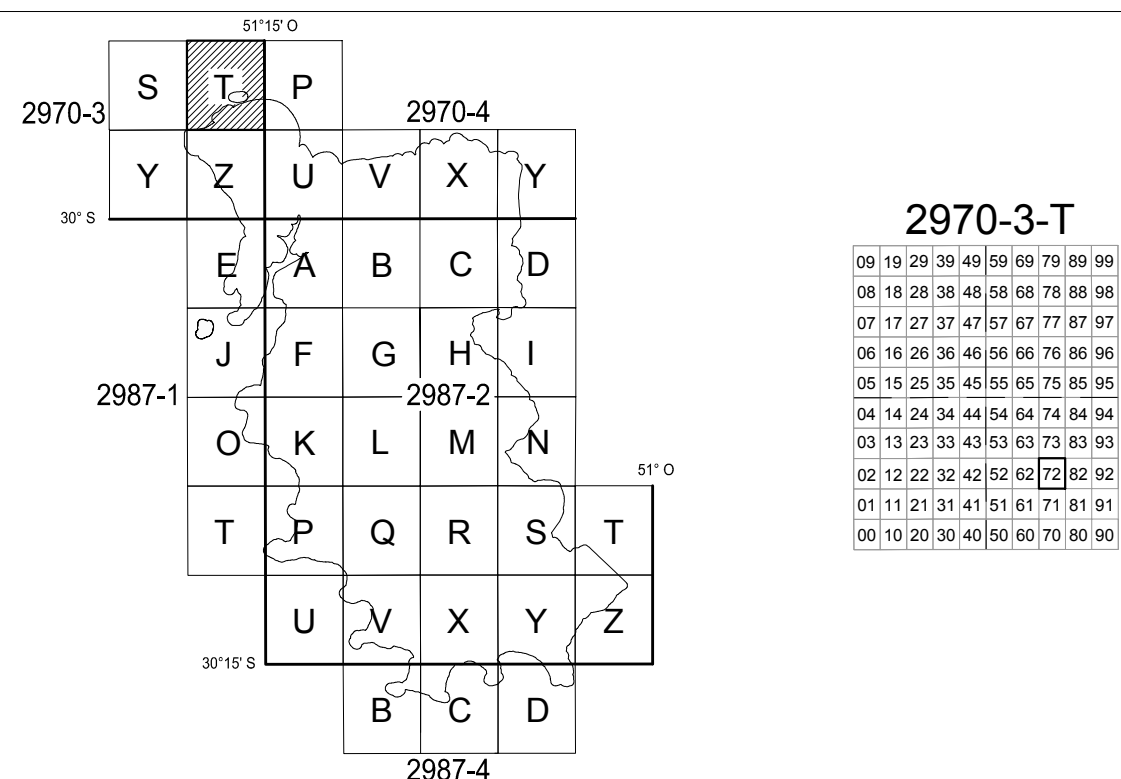 51°15' O
S T P
2970-3 2970-4
Y Z U V X Y
30° S
E A B C D
J F G H I
2987-1 2987-2
O K L M N
51° O
T P Q R S T
U V X Y Z
30°15' S
B C D
2987-4
2970-3-T
09 19 29 39 49 59 69 79 89 99
08 18 28 38 48 58 68 78 88 98
07 17 27 37 47 57 67 77 87 97
06 16 26 36 46 56 66 76 86 96
05 15 25 35 45 55 65 75 85 95
04 14 24 34 44 54 64 74 84 94
03 13 23 33 43 53 63 73 83 93
02 12 22 32 42 52 62 72 82 92
01 11 21 31 41 51 61 71 81 91
00 10 20 30 40 50 60 70 80 90